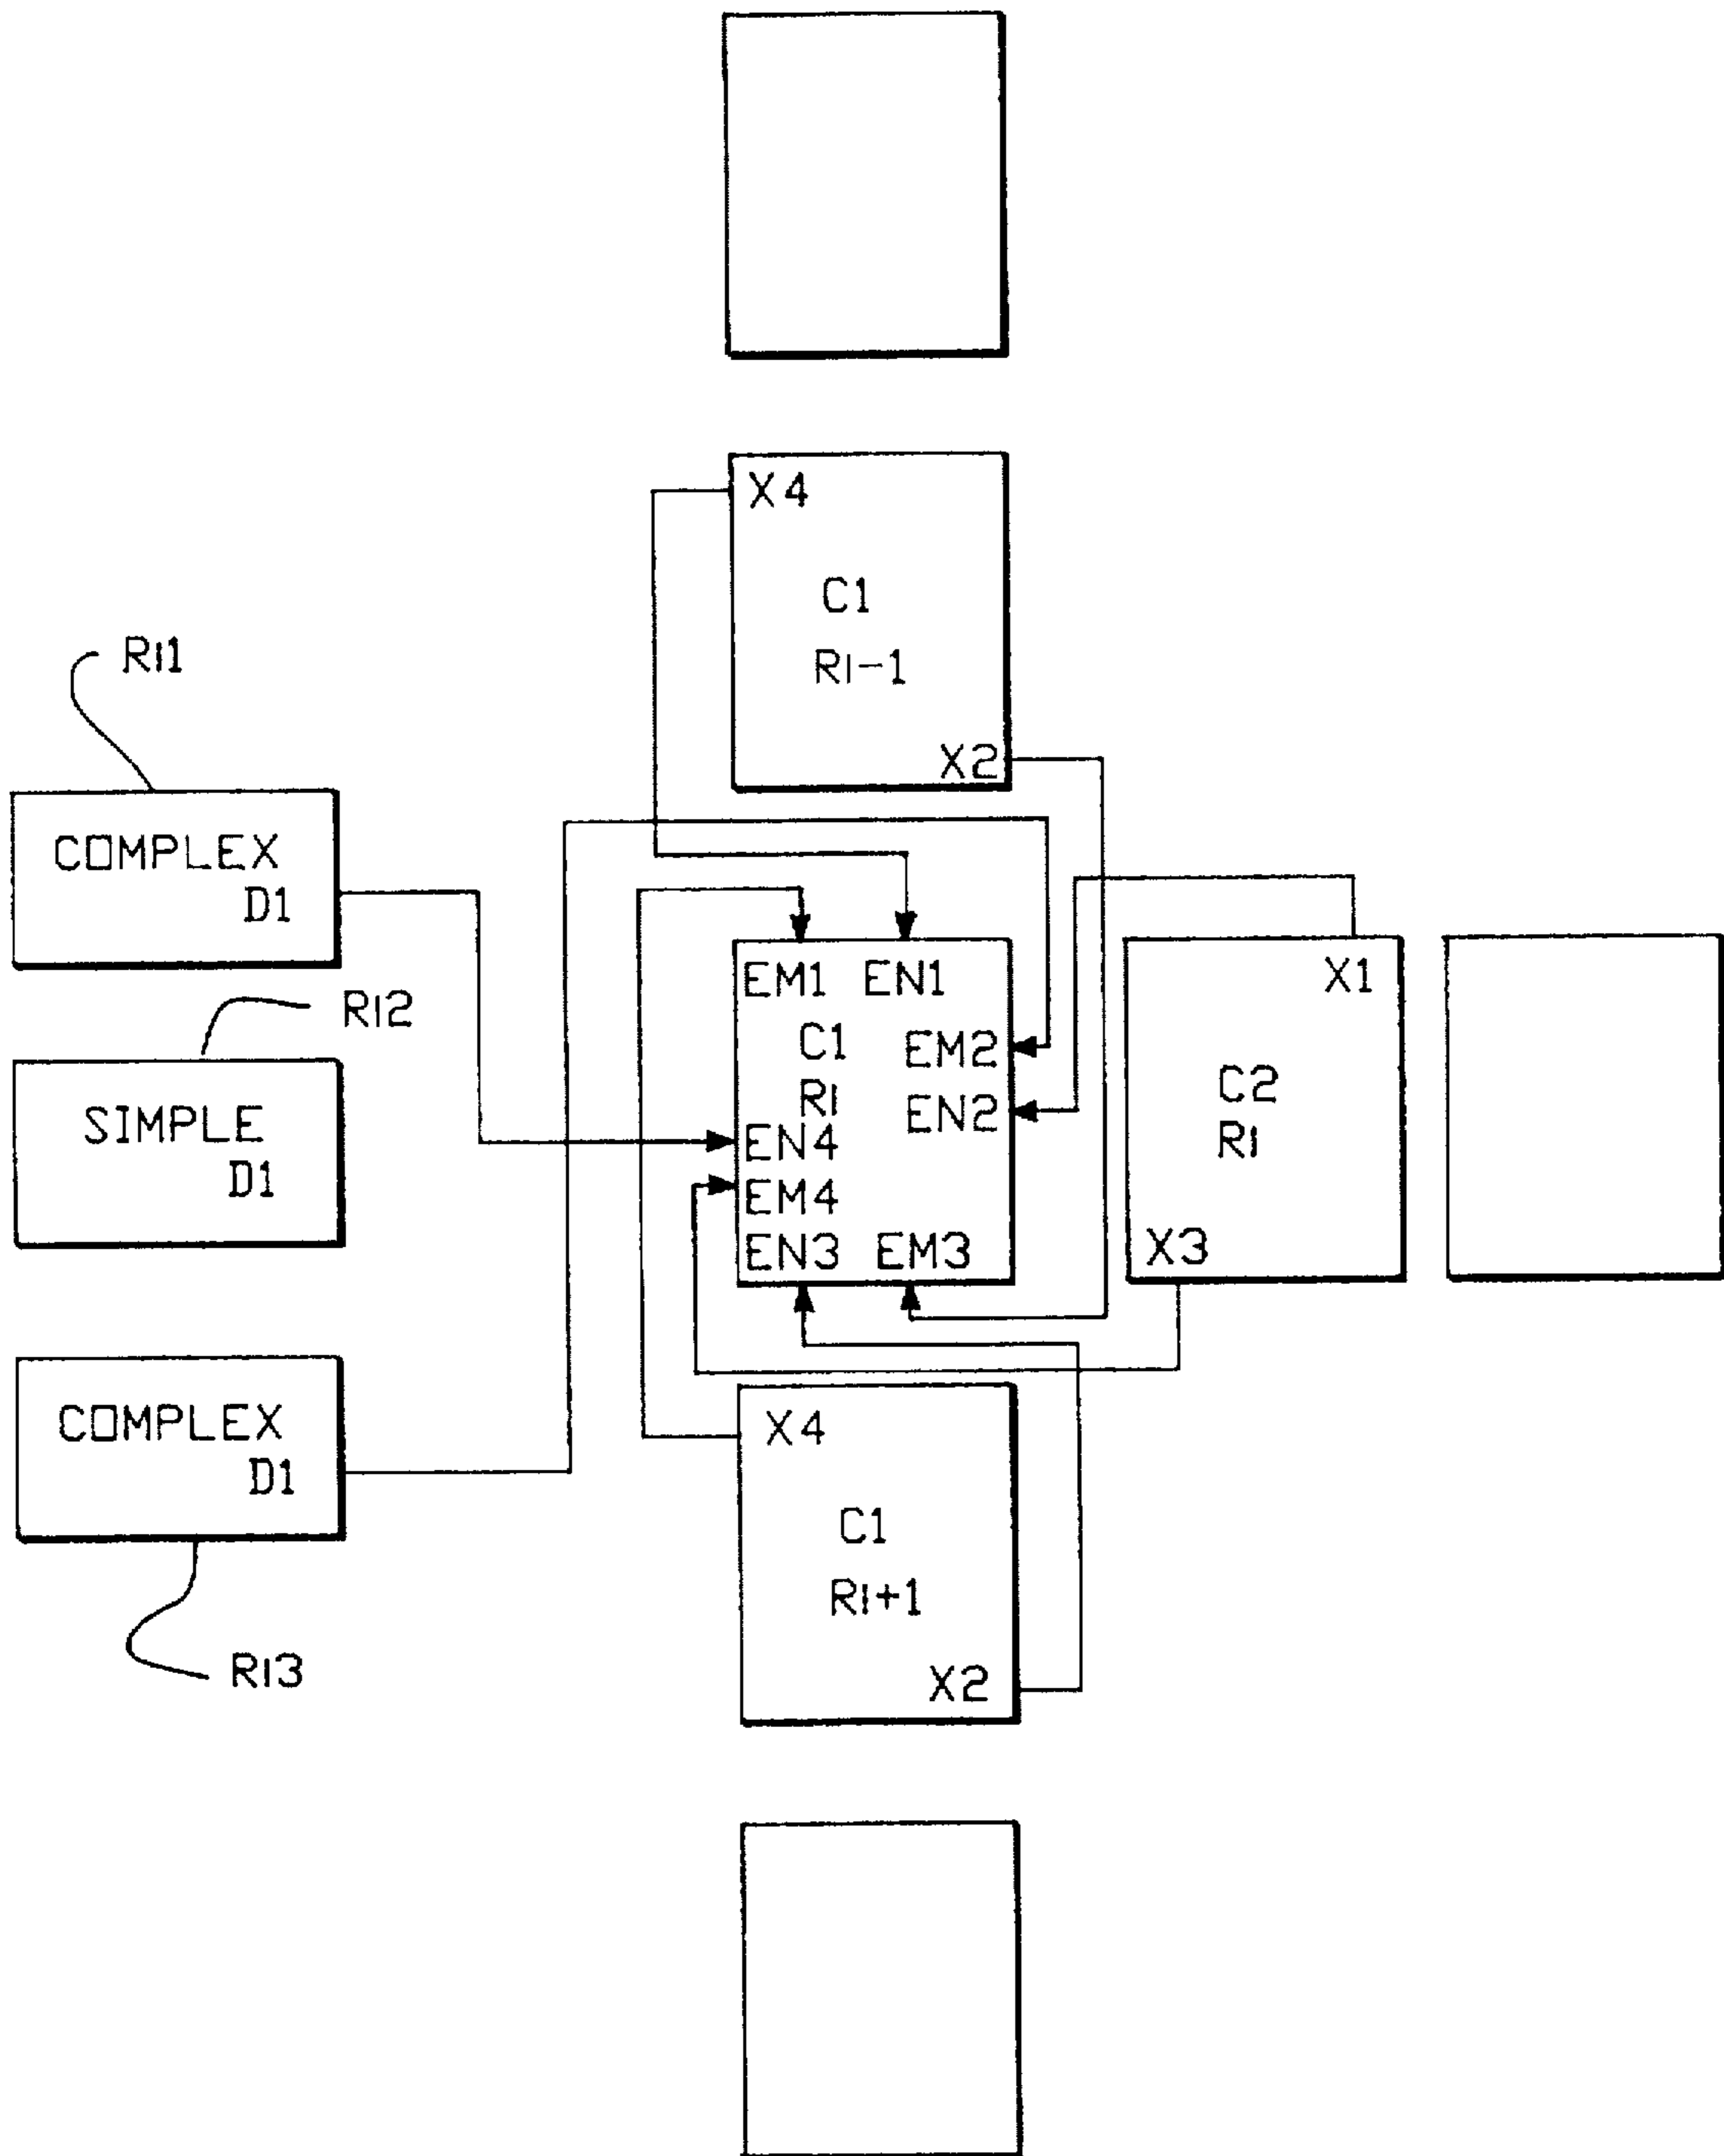 X4
C1
Ri-1
X2
Ri1
COMPLEX
D1
Ri2
SIMPLE
D1
COMPLEX
D1
Ri3
EM1 EN1
C1
EM2
Ri
EN2
EN4
EM4
EN3 EM3
X1
C2
Ri
X3
X4
C1
Ri+1
X2